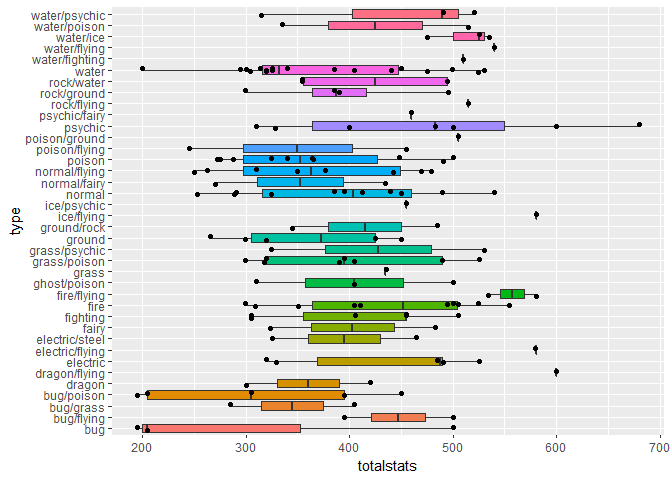 water/psychic
water/poison
water/ice
water/flying
water/fighting
water
rock/water
rock/ground
rock/flying
psychic/fairy
psychic
poison/ground
poison/flying
poison
normal/flying
normal/fairy
normal
ice/psychic
ice/flying
ground/rock
ground
grass/psychic
grass/poison
grass
ghost/poison
fire/flying
fire
fighting
fairy
electric/steel
electric/flying
electric
dragon/flying
dragon
bug/poison
bug/grass
bug/flying
bug
type
200 300 400 500 600 700
totalstats